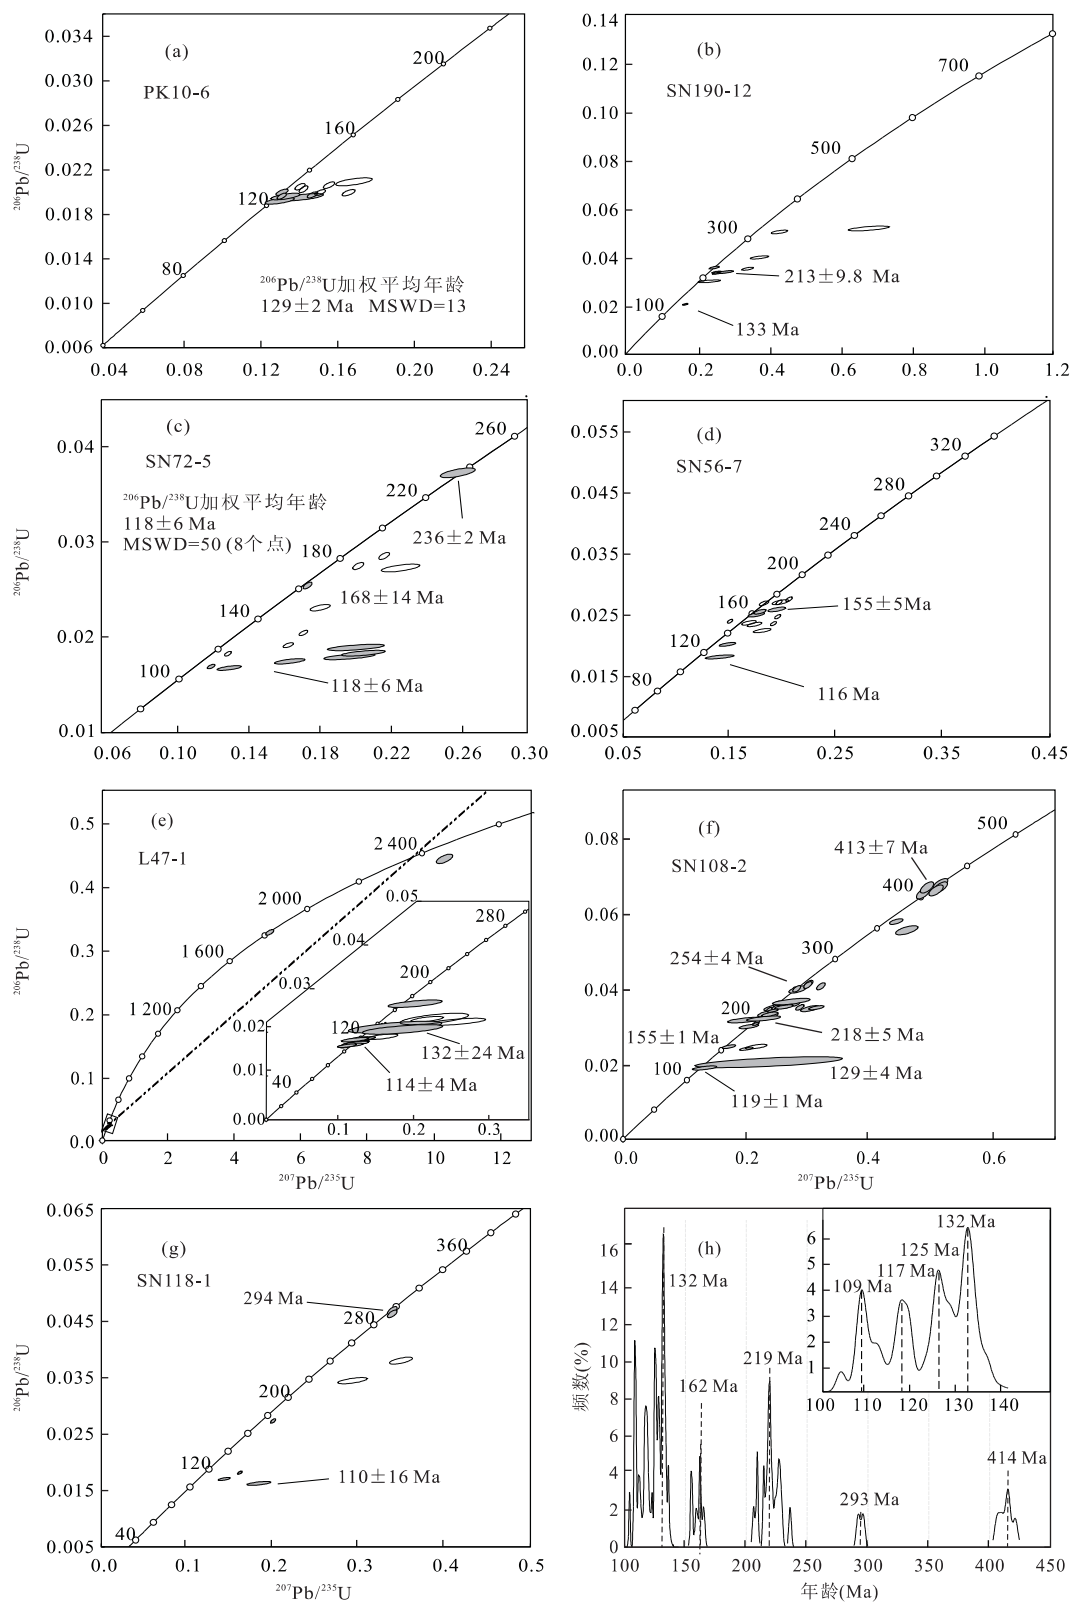 (a)
PK10-6
0.036
0.030
0.026
0.022
0.018
0.014
0.010
0.006
206Pb/238U
80
120
160
200
206Pb/238U加权平均年龄
129±2 Ma MSWD=13
0.04 0.08 0.12 0.16 0.20 0.24
(b)
SN190-12
0.14
0.12
0.10
0.08
0.06
0.04
0.02
0.00
100
300
500
700
213±9.8 Ma
133 Ma
0.0 0.2 0.4 0.6 0.8 1.0 1.2
(c)
SN72-5
206Pb/238U加权平均年龄
118±6 Ma
MSWD=50 (8个点)
0.04
0.03
0.02
0.01
206Pb/238U
100
140
180
220
260
236±2 Ma
168±14 Ma
118±6 Ma
0.06 0.10 0.14 0.18 0.22 0.26 0.30
(d)
SN56-7
0.055
0.045
0.035
0.025
0.015
0.005
80
120
160
200
240
280
320
155±5Ma
116 Ma
0.05 0.15 0.25 0.35 0.45
(e)
L47-1
0.5
0.4
0.3
0.2
0.1
0.0
206Pb/238U
1 200
1 600
2 000
2 400
0.05
0.04
0.03
0.02
0.01
0.00
40
120
200
280
132±24 Ma
114±4 Ma
0.1 0.2 0.3
0 2 4 6 8 10 12
207Pb/235U
(f)
SN108-2
0.08
0.06
0.04
0.02
0.00
100
200
300
400
500
413±7 Ma
254±4 Ma
218±5 Ma
155±1 Ma
129±4 Ma
119±1 Ma
0.0 0.2 0.4 0.6
207Pb/235U
(g)
SN118-1
0.065
0.055
0.045
0.035
0.025
0.015
0.005
206Pb/238U
40
120
200
280
360
294 Ma
110±16 Ma
0.0 0.1 0.2 0.3 0.4 0.5
207Pb/235U
(h)
16
14
12
10
8
6
4
2
0
频数(%)
132 Ma
162 Ma
219 Ma
293 Ma
414 Ma
6
5
4
3
2
1
109 Ma
117 Ma
125 Ma
132 Ma
100 110 120 130 140
100 150 200 250 300 350 400 450
年龄(Ma)